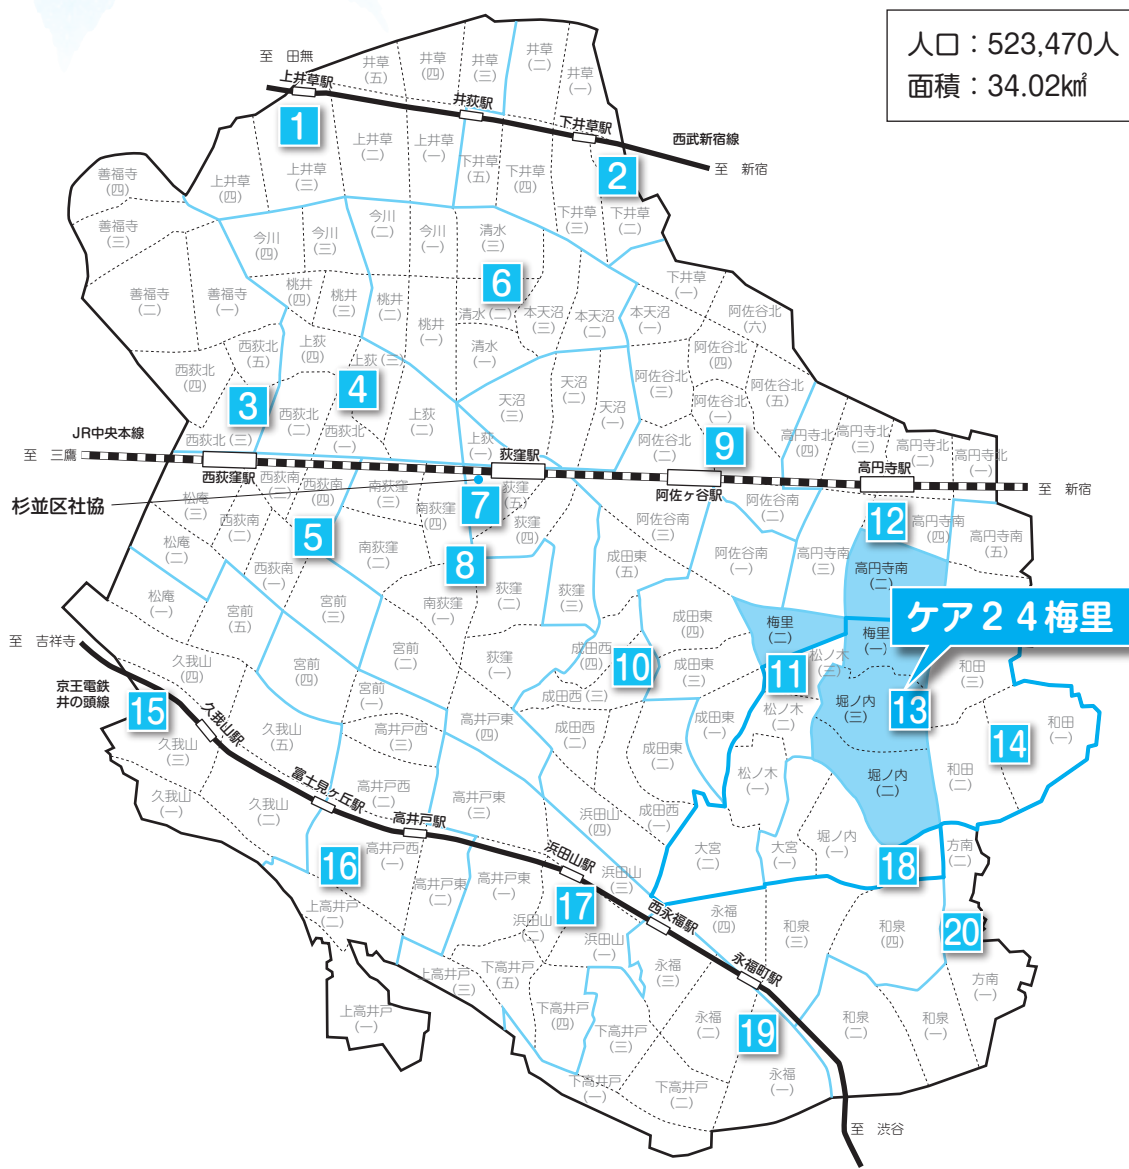 人口：523,470人
面積：34.02㎢
至　田無
上井草駅
井荻駅
下井草駅
西武新宿線
至　新宿
井草
（五）
井草
（四）
井草
（三）
井草
（二）
井草
（一）
1
2
上井草
（四）
上井草
（三）
上井草
（二）
上井草
（一）
下井草
（五）
下井草
（四）
下井草
（三）
下井草
（二）
下井草
（一）
善福寺
（四）
善福寺
（三）
善福寺
（二）
善福寺
（一）
今川
（四）
今川
（三）
今川
（二）
今川
（一）
清水
（三）
6
清水（二）
清水
（一）
桃井
（四）
桃井
（三）
桃井
（二）
桃井
（一）
本天沼
（三）
本天沼
（二）
本天沼
（一）
阿佐谷北
（六）
阿佐谷北
（四）
阿佐谷北
（三）
阿佐谷北
（一）
阿佐谷北
（五）
阿佐谷北
（二）
9
西荻北
（五）
西荻北
（四）
3
西荻北（三）
西荻北
（二）
西荻北
（一）
上荻
（四）
上荻（三）
4
上荻
（二）
上荻
（一）
天沼
（三）
天沼
（二）
天沼
（一）
高円寺北
（四）
高円寺北
（三）
高円寺北
（二）
高円寺北
（一）
JR中央本線
至　三鷹
西荻窪駅
荻窪駅
阿佐ヶ谷駅
高円寺駅
至　新宿
杉並区社協
7
松庵
（三）
松庵
（二）
松庵
（一）
西荻南
（三）
西荻南
（四）
西荻南
（二）
西荻南
（一）
5
南荻窪
（三）
南荻窪
（四）
南荻窪
（二）
南荻窪
（一）
8
荻窪
（五）
荻窪
（四）
荻窪
（二）
荻窪
（三）
荻窪
（一）
阿佐谷南
（三）
阿佐谷南
（二）
阿佐谷南
（一）
高円寺南
（三）
12
高円寺南
（四）
高円寺南
（五）
高円寺南
（二）
ケア２４梅里
成田東
（五）
成田東
（四）
成田東
（三）
成田東
（一）
成田東
（二）
成田西
（四）
成田西（三）
成田西
（二）
成田西
（一）
10
梅里
（二）
梅里
（一）
11
松ノ木
（三）
松ノ木
（二）
松ノ木
（一）
堀ノ内
（三）
堀ノ内
（二）
堀ノ内
（一）
13
和田
（三）
和田
（一）
和田
（二）
14
大宮
（二）
大宮
（一）
18
方南
（二）
方南
（一）
20
宮前
（五）
宮前
（三）
宮前
（四）
宮前
（二）
宮前
（一）
至　吉祥寺
京王電鉄
井の頭線
15
久我山駅
久我山
（四）
久我山
（五）
久我山
（三）
久我山
（一）
久我山
（二）
富士見ヶ丘駅
高井戸駅
浜田山駅
西永福駅
永福町駅
至　渋谷
高井戸西
（三）
高井戸西
（二）
高井戸西
（一）
高井戸東
（四）
高井戸東
（三）
高井戸東
（二）
高井戸東
（一）
16
上高井戸
（二）
上高井戸
（三）
上高井戸
（一）
浜田山
（四）
浜田山
（三）
浜田山
（二）
浜田山
（一）
17
下高井戸
（五）
下高井戸
（四）
下高井戸
（三）
下高井戸
（一）
下高井戸
（二）
永福
（四）
永福
（三）
永福
（二）
永福
（一）
19
和泉
（三）
和泉
（四）
和泉
（二）
和泉
（一）